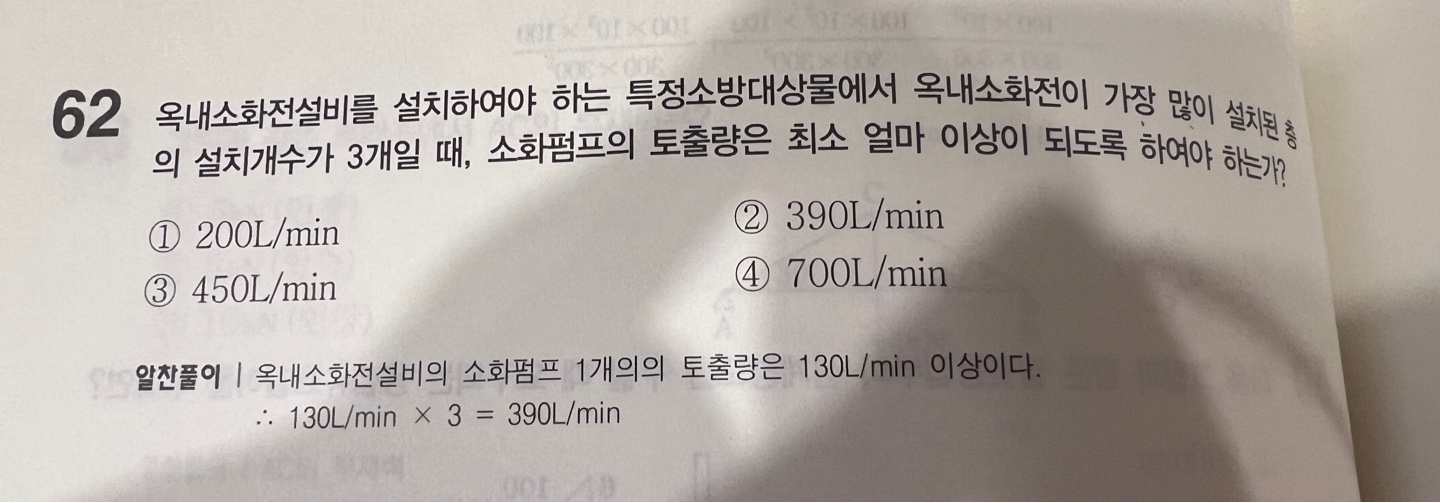 62 옥내소화전설비를 설치하여야 하는 특정소방대상물에서 옥내소화전이 가장 많이 설치된 층
의 설치개수가 3개일 때, 소화펌프의 토출량은 최소 얼마 이상이 되도록 하여야 하는가?
① 200L/min ② 390L/min
③ 450L/min ④ 700L/min
알찬풀이 | 옥내소화전설비의 소화펌프 1개의의 토출량은 130L/min 이상이다.
∴ 130L/min × 3 = 390L/min